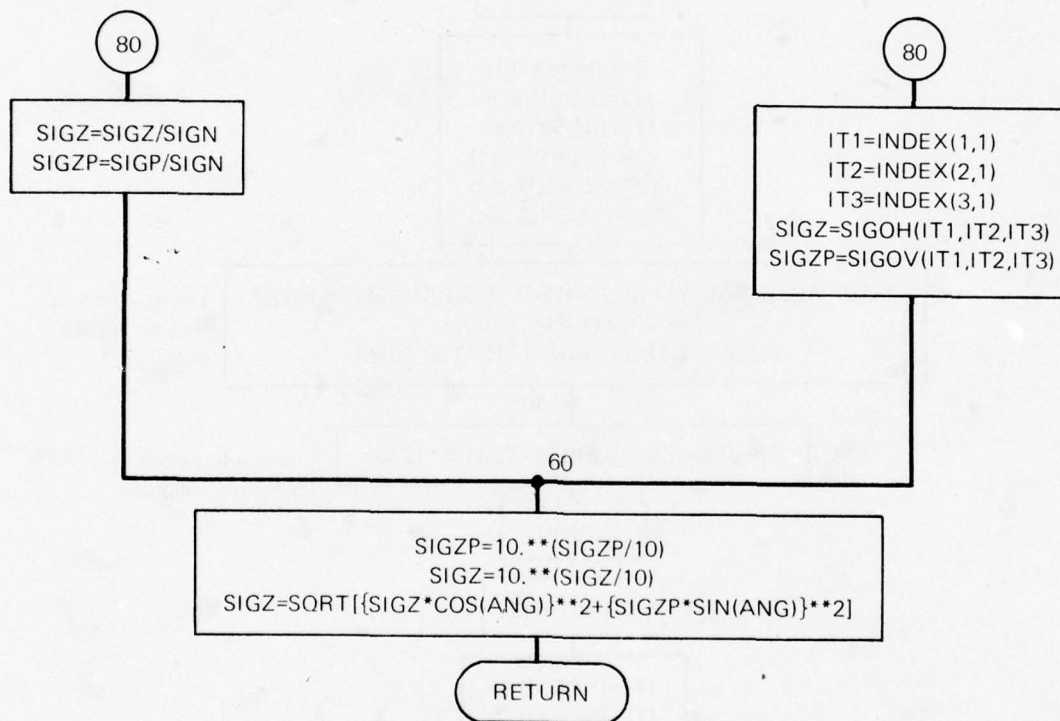 80
SIGZ=SIGZ/SIGN
SIGZP=SIGP/SIGN
80
IT1=INDEX(1,1)
IT2=INDEX(2,1)
IT3=INDEX(3,1)
SIGZ=SIGOH(IT1,IT2,IT3)
SIGZP=SIGOV(IT1,IT2,IT3)
60
SIGZP=10.**(SIGZP/10)
SIGZ=10.**(SIGZ/10)
SIGZ=SQRT[{SIGZ*COS(ANG)}**2+{SIGZP*SIN(ANG)}**2]
RETURN